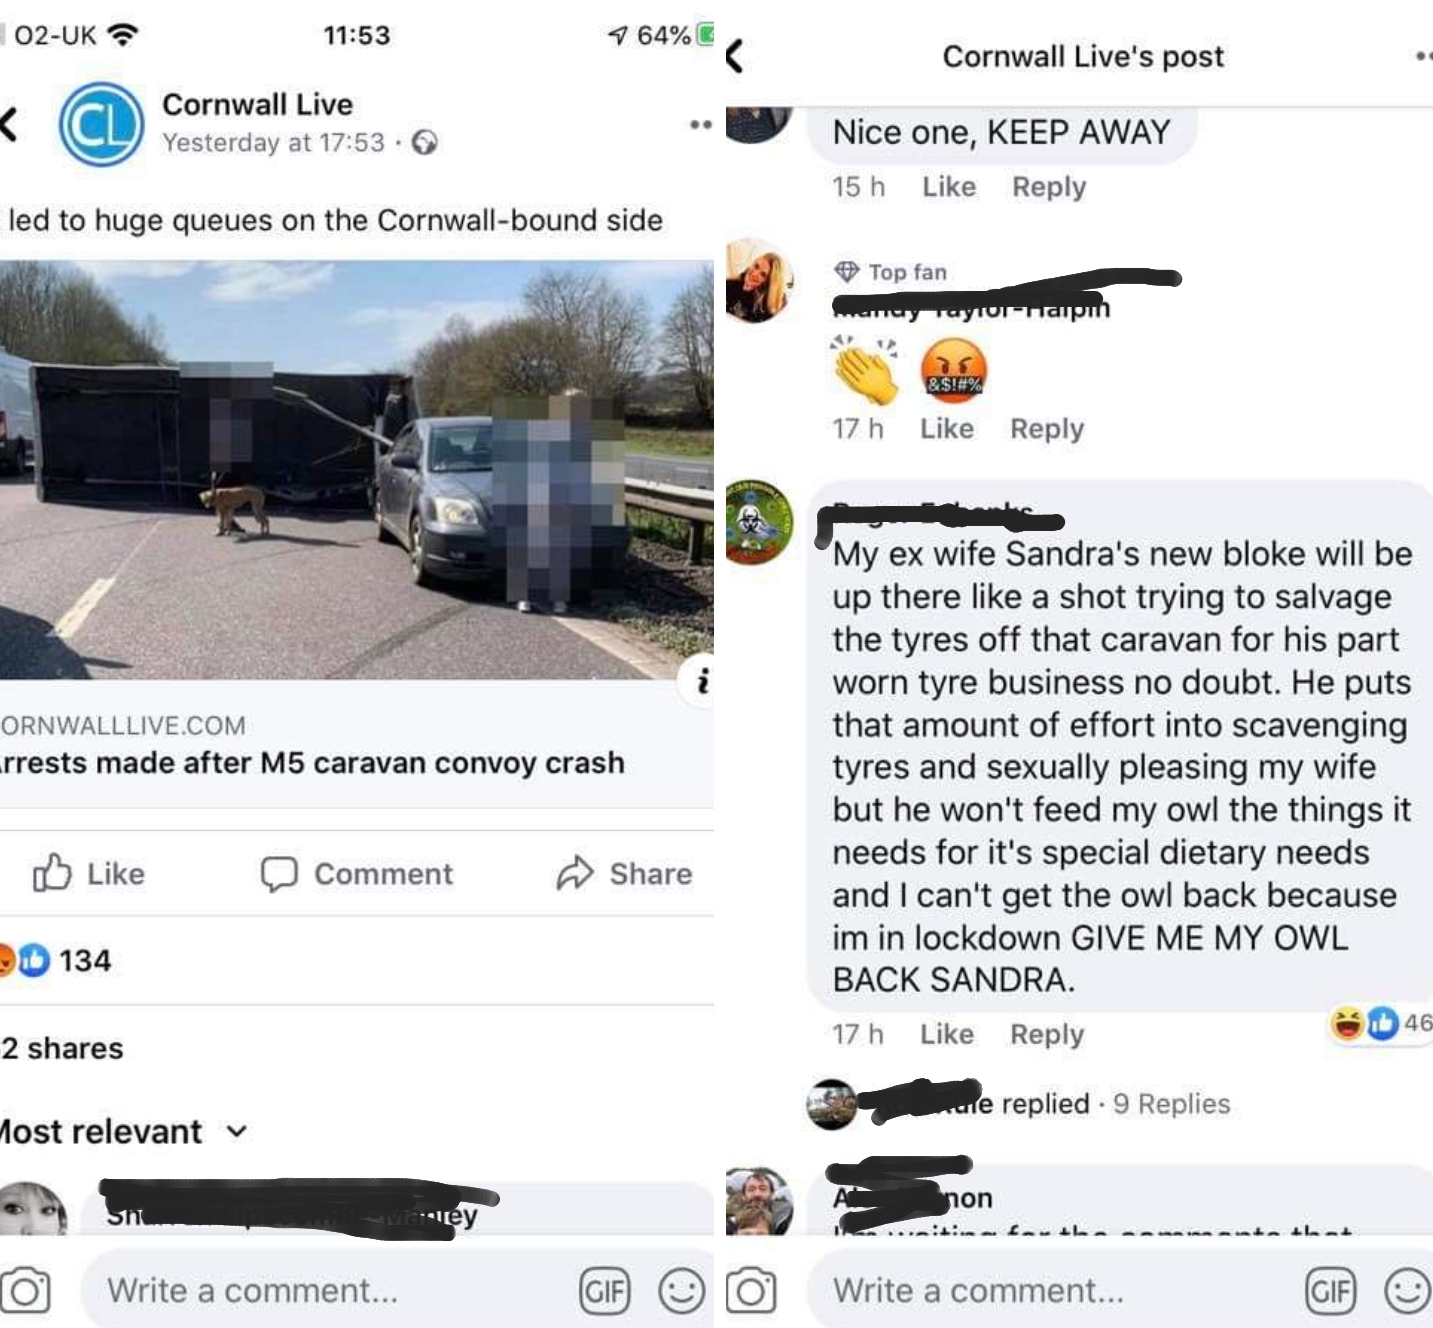 O2-UK
11:53
64%
CL
Cornwall Live
Yesterday at 17:53 ·
led to huge queues on the Cornwall-bound side
i
ORNWALLLIVE.COM
rrests made after M5 caravan convoy crash
Like Comment Share
134
2 shares
Most relevant
Write a comment...
GIF
Cornwall Live's post
Nice one, KEEP AWAY
15 h Like Reply
Top fan
&$!#%
17 h Like Reply
My ex wife Sandra's new bloke will be
up there like a shot trying to salvage
the tyres off that caravan for his part
worn tyre business no doubt. He puts
that amount of effort into scavenging
tyres and sexually pleasing my wife
but he won't feed my owl the things it
needs for it's special dietary needs
and I can't get the owl back because
im in lockdown GIVE ME MY OWL
BACK SANDRA.
17 h Like Reply
46
replied · 9 Replies
waiting for the comments that
Write a comment...
GIF